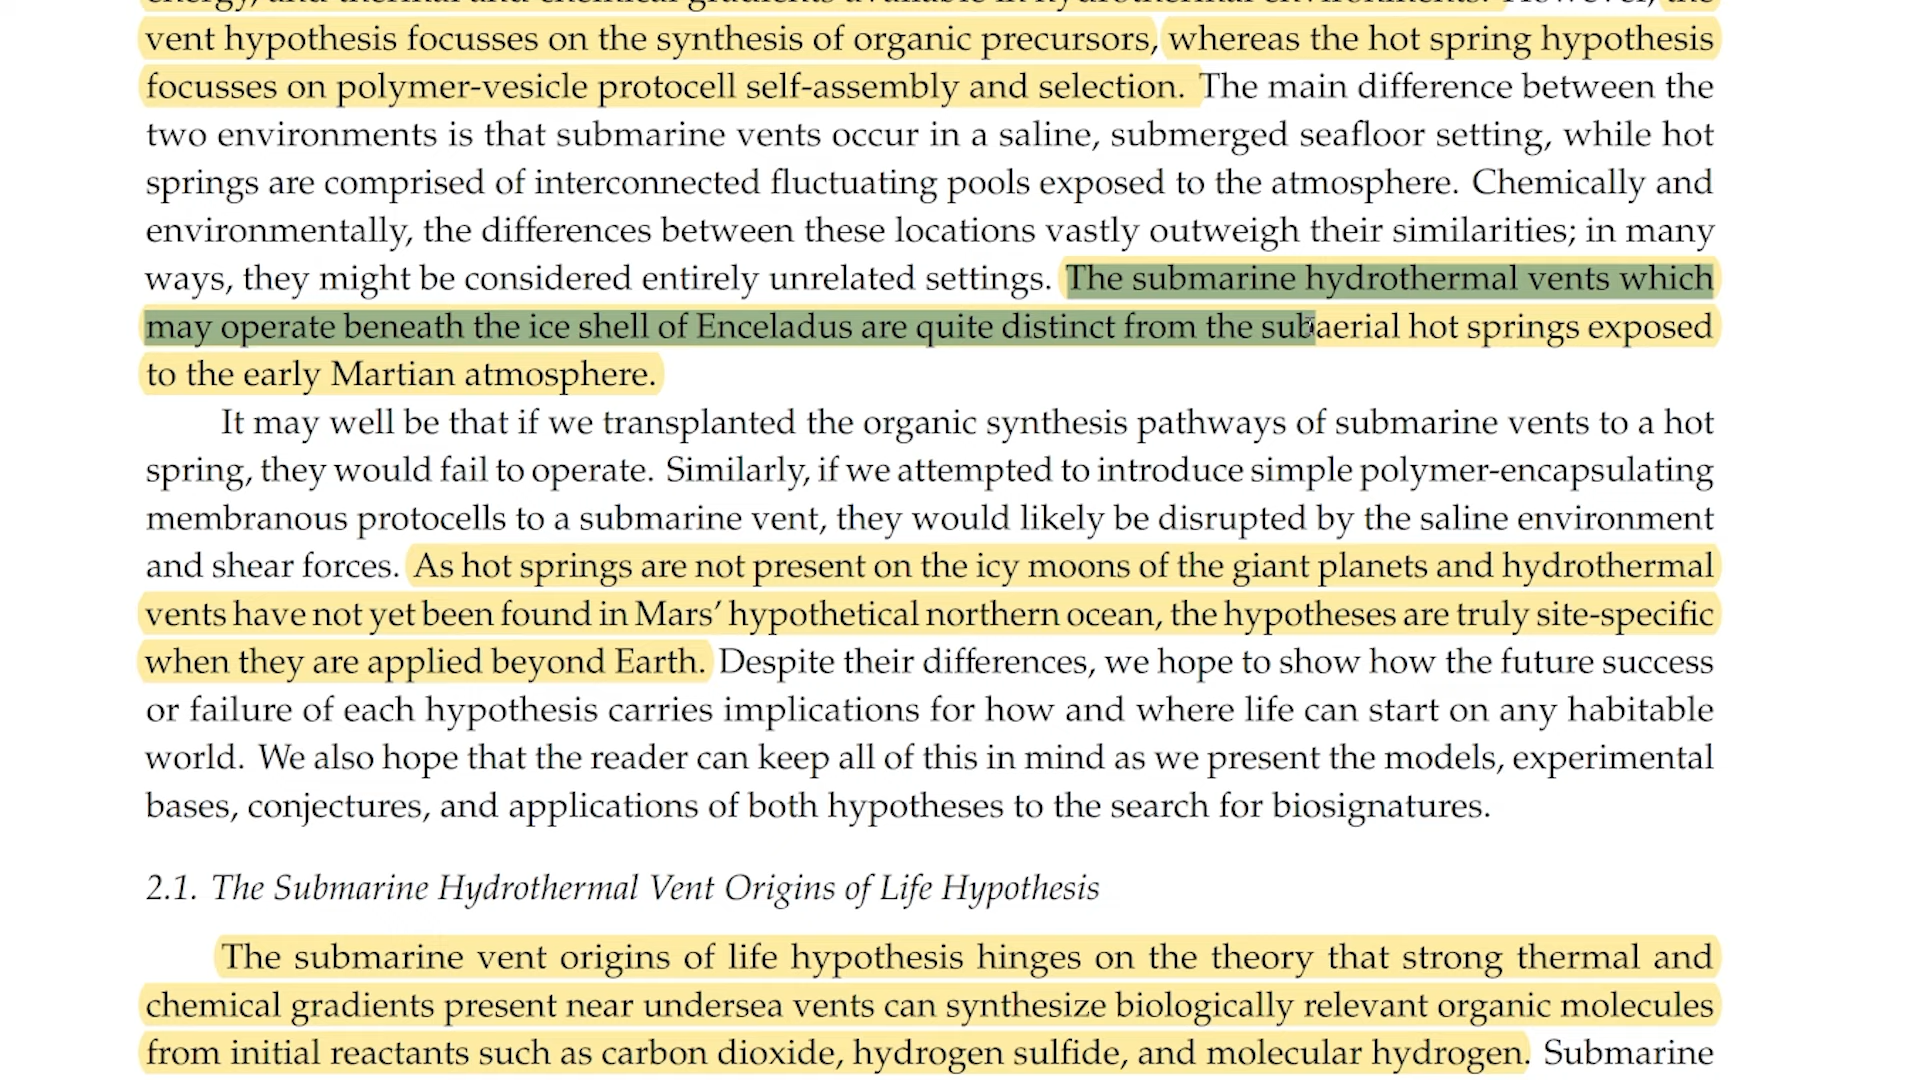 energy, and thermal and chemical gradients available in hydrothermal environments. However, the
vent hypothesis focusses on the synthesis of organic precursors, whereas the hot spring hypothesis
focusses on polymer-vesicle protocell self-assembly and selection. The main difference between the
two environments is that submarine vents occur in a saline, submerged seafloor setting, while hot
springs are comprised of interconnected fluctuating pools exposed to the atmosphere. Chemically and
environmentally, the differences between these locations vastly outweigh their similarities; in many
ways, they might be considered entirely unrelated settings. The submarine hydrothermal vents which
may operate beneath the ice shell of Enceladus are quite distinct from the subaerial hot springs exposed
to the early Martian atmosphere.
It may well be that if we transplanted the organic synthesis pathways of submarine vents to a hot
spring, they would fail to operate. Similarly, if we attempted to introduce simple polymer-encapsulating
membranous protocells to a submarine vent, they would likely be disrupted by the saline environment
and shear forces. As hot springs are not present on the icy moons of the giant planets and hydrothermal
vents have not yet been found in Mars' hypothetical northern ocean, the hypotheses are truly site-specific
when they are applied beyond Earth. Despite their differences, we hope to show how the future success
or failure of each hypothesis carries implications for how and where life can start on any habitable
world. We also hope that the reader can keep all of this in mind as we present the models, experimental
bases, conjectures, and applications of both hypotheses to the search for biosignatures.
2.1. The Submarine Hydrothermal Vent Origins of Life Hypothesis
The submarine vent origins of life hypothesis hinges on the theory that strong thermal and
chemical gradients present near undersea vents can synthesize biologically relevant organic molecules
from initial reactants such as carbon dioxide, hydrogen sulfide, and molecular hydrogen. Submarine